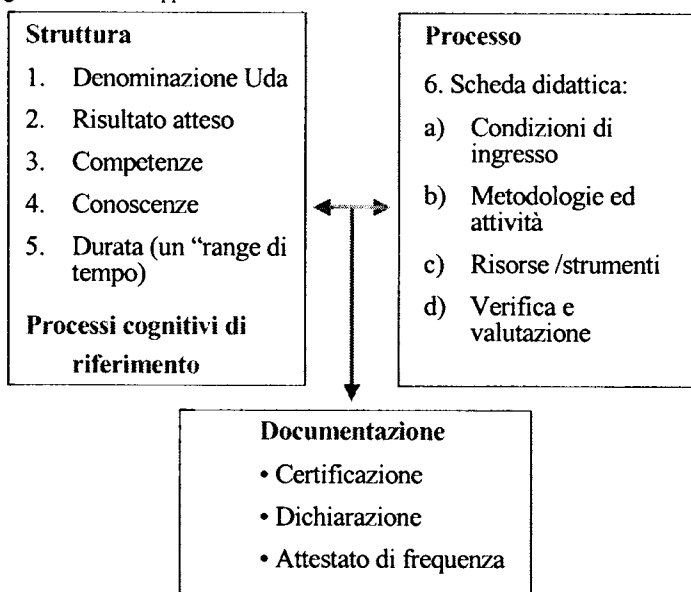 Struttura
1. Denominazione Uda
2. Risultato atteso
3. Competenze
4. Conoscenze
5. Durata (un “range di
tempo)
Processi cognitivi di
riferimento
Processo
6. Scheda didattica:
a) Condizioni di
ingresso
b) Metodologie ed
attività
c) Risorse /strumenti
d) Verifica e
valutazione
Documentazione
• Certificazione
• Dichiarazione
• Attestato di frequenza